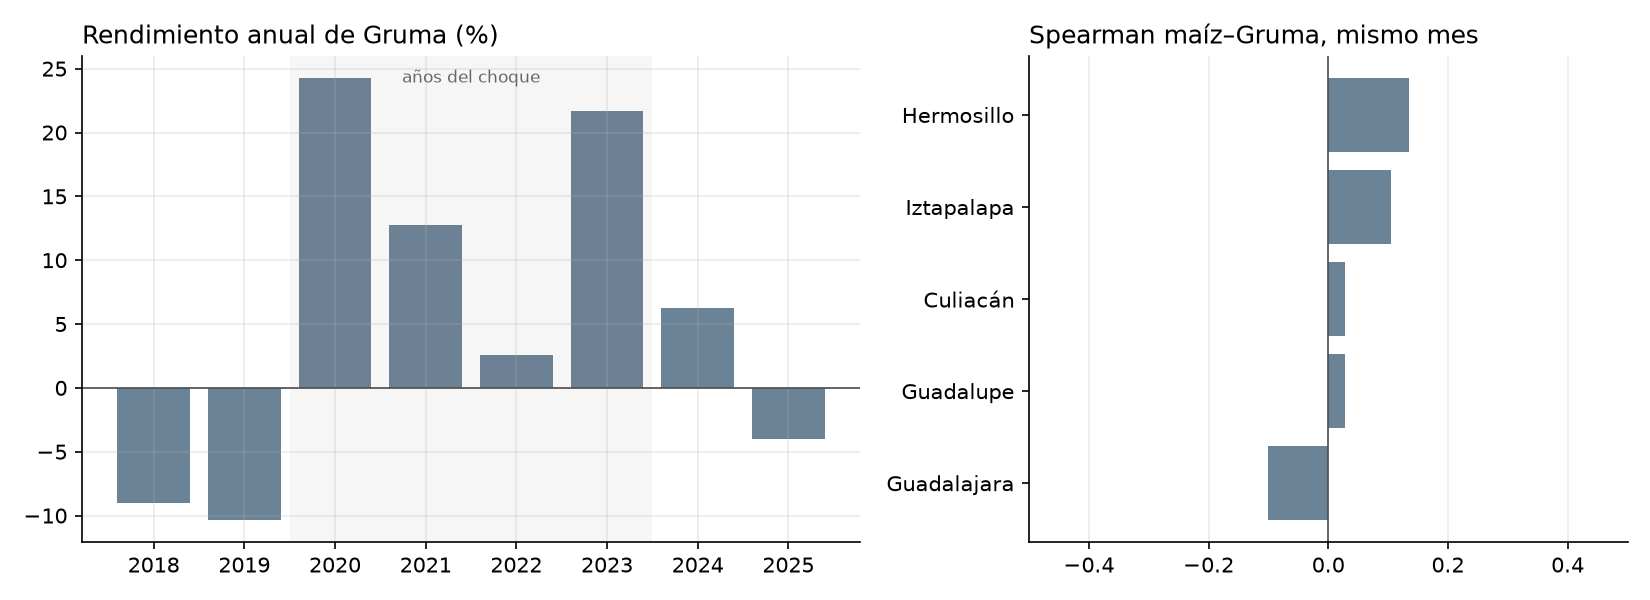 Rendimiento anual de Gruma (%)
25
20
15
10
5
0
−5
−10
años del choque
2018 2019 2020 2021 2022 2023 2024 2025
Spearman maíz–Gruma, mismo mes
Hermosillo
Iztapalapa
Culiacán
Guadalupe
Guadalajara
−0.4 −0.2 0.0 0.2 0.4